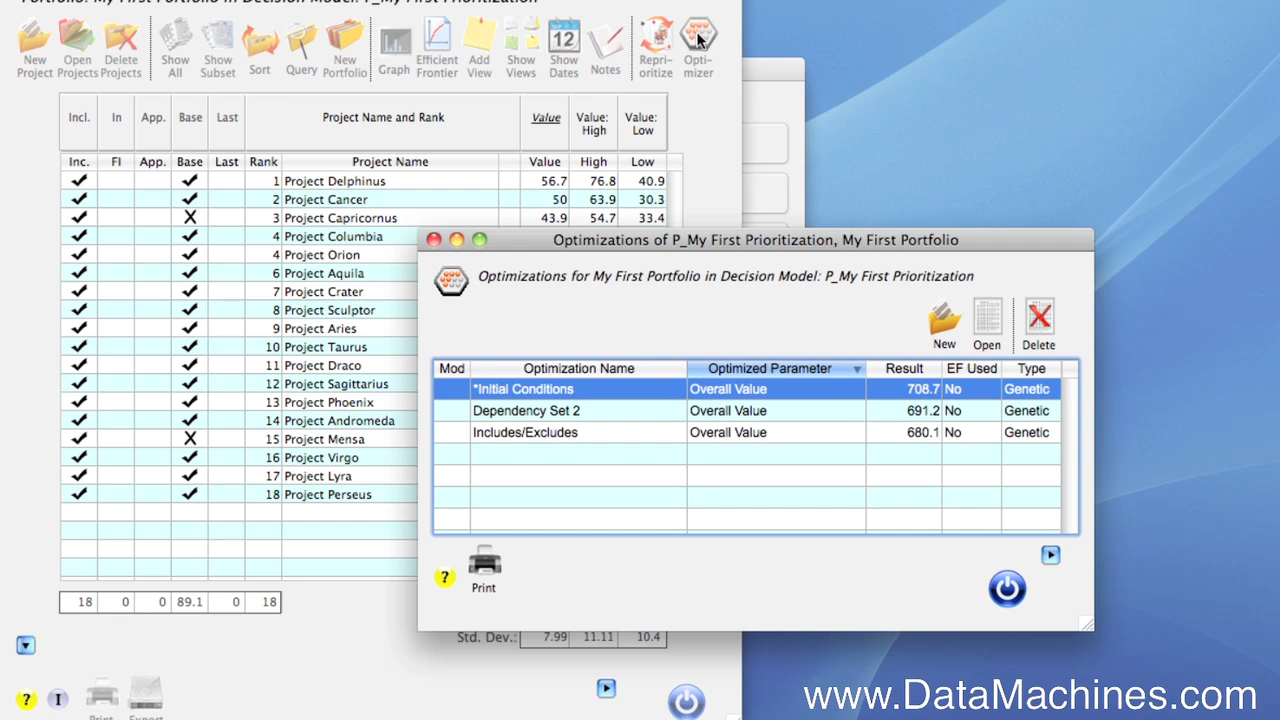 Portfolio: My First Portfolio in Decision Model: P_My First Prioritization
New Project
Open Projects
Delete Projects
Show All
Show Subset
Sort
Query
New Portfolio
Graph
Efficient Frontier
Add View
Show Views
Show Dates
Notes
Repri-oritize
Opti-mizer
SEP
12
Incl. In App. Base Last Project Name and Rank Value Value: High Value: Low
Inc. FI App. Base Last Rank Project Name Value High Low
1 Project Delphinus 56.7 76.8 40.9
2 Project Cancer 50 63.9 30.3
X 3 Project Capricornus 43.9 54.7 33.4
4 Project Columbia
4 Project Orion
6 Project Aquila
7 Project Crater
8 Project Sculptor
9 Project Aries
10 Project Taurus
11 Project Draco
12 Project Sagittarius
13 Project Phoenix
14 Project Andromeda
X 15 Project Mensa
16 Project Virgo
17 Project Lyra
18 Project Perseus
18 0 0 89.1 0 18
Std. Dev.: 7.99 11.11 10.4
? I Print Export
Optimizations of P_My First Prioritization, My First Portfolio
Optimizations for My First Portfolio in Decision Model: P_My First Prioritization
New Open Delete
Mod Optimization Name Optimized Parameter Result EF Used Type
*Initial Conditions Overall Value 708.7 No Genetic
Dependency Set 2 Overall Value 691.2 No Genetic
Includes/Excludes Overall Value 680.1 No Genetic
? Print
www.DataMachines.com